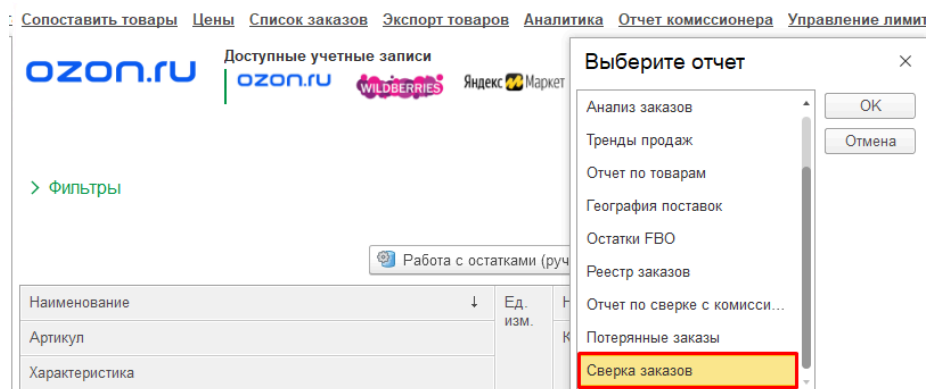 Сопоставить товары Цены Список заказов Экспорт товаров Аналитика Отчет комиссионера Управление лимит
ozon.ru
Доступные учетные записи
ozon.ru WILDBERRIES Яндекс Маркет
Фильтры
Работа с остатками (руч
Наименование ↓ Ед. изм. Н
Артикул К
Характеристика
Выберите отчет ×
Анализ заказов
Тренды продаж
Отчет по товарам
География поставок
Остатки FBO
Реестр заказов
Отчет по сверке с комисси...
Потерянные заказы
Сверка заказов
OK
Отмена